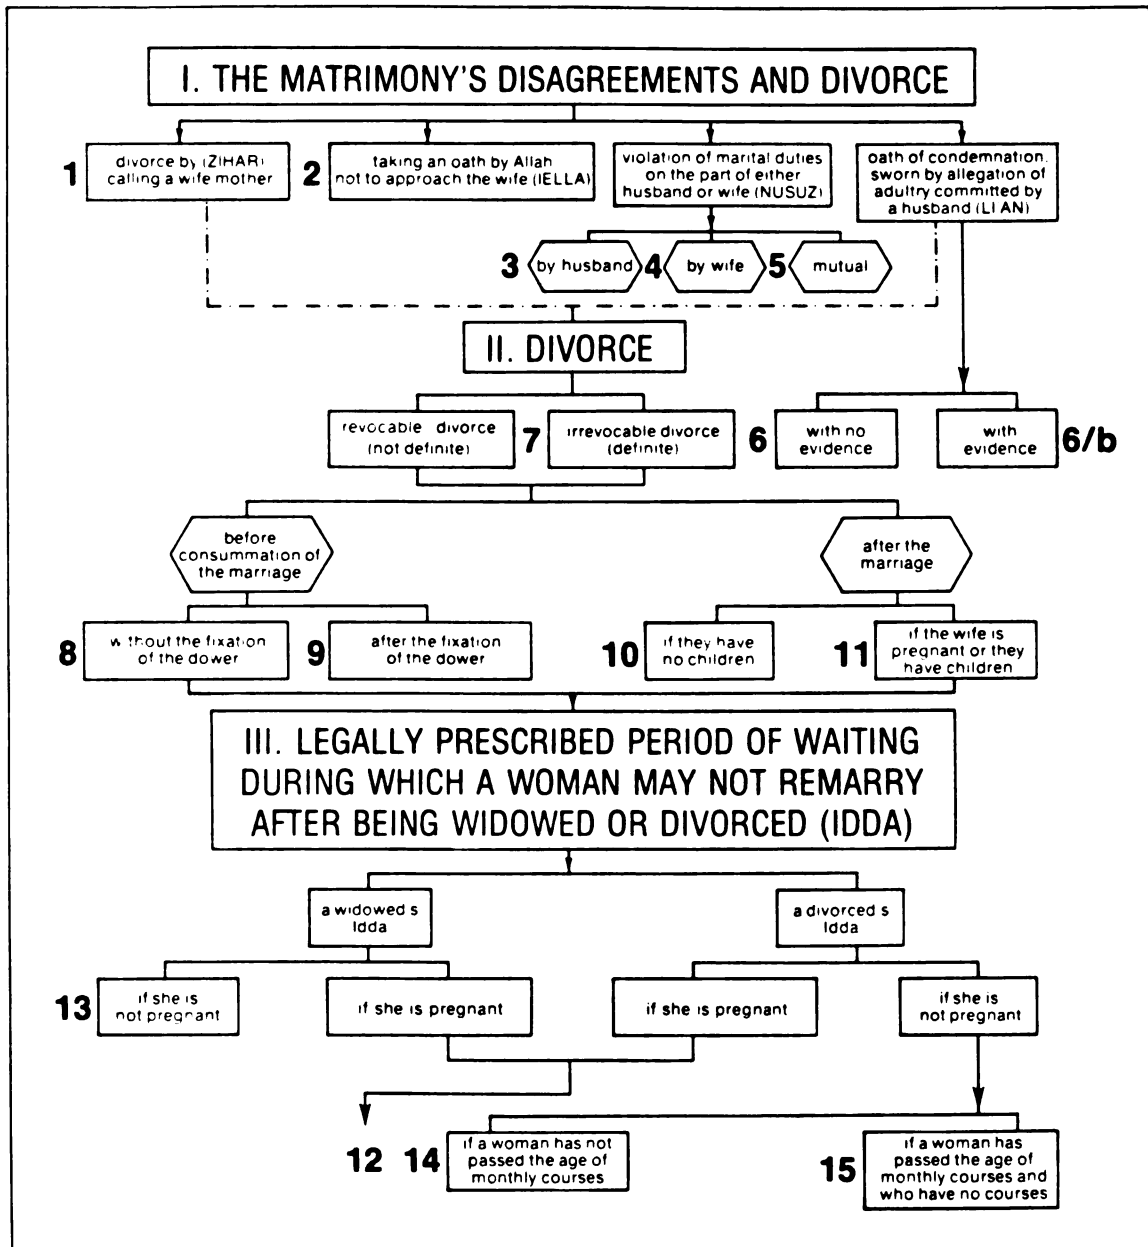 I. THE MATRIMONY'S DISAGREEMENTS AND DIVORCE
1
divorce by (ZIHAR)
calling a wife mother
2
taking an oath by Allah
not to approach the wife (IELLA)
violation of marital duties
on the part of either
husband or wife (NUSUZ)
oath of condemnation.
sworn by allegation of
adultry committed by
a husband (LI AN)
3
by husband
4
by wife
5
mutual
II. DIVORCE
revocable divorce
(not definite)
7
irrevocable divorce
(definite)
6
with no
evidence
with
evidence
6/b
before
consummation of
the marriage
after the
marriage
8
without the fixation
of the dower
9
after the fixation
of the dower
10
if they have
no children
11
if the wife is
pregnant or they
have children
III. LEGALLY PRESCRIBED PERIOD OF WAITING
DURING WHICH A WOMAN MAY NOT REMARRY
AFTER BEING WIDOWED OR DIVORCED (IDDA)
a widowed s
Idda
a divorced s
Idda
13
if she is
not pregnant
if she is pregnant
if she is pregnant
if she is
not pregnant
12
14
if a woman has not
passed the age of
monthly courses
15
if a woman has
passed the age of
monthly courses and
who have no courses